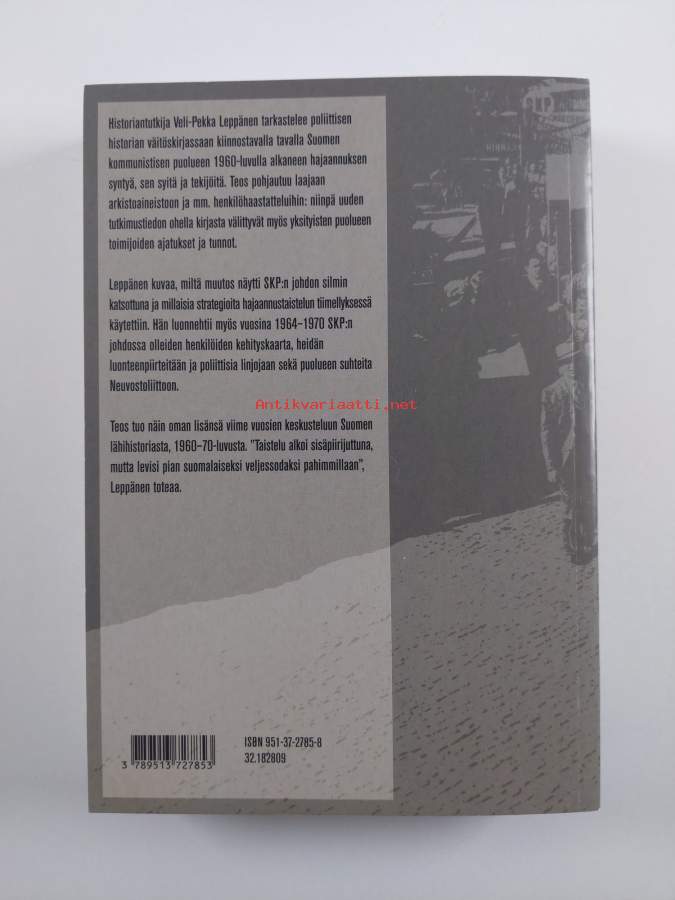 Historiantutkija Veli-Pekka Leppänen tarkastelee poliittisen
historian väitöskirjassaan kiinnostavalla tavalla Suomen
kommunistisen puolueen 1960-luvulla alkaneen hajaannuksen
syntyä, sen syitä ja tekijöitä. Teos pohjautuu laajaan
arkistoaineistoon ja mm. henkilöhaastatteluihin: niinpä uuden
tutkimustiedon ohella kirjasta välittyvät myös yksityisten puolueen
toimijoiden ajatukset ja tunnot.
Leppänen kuvaa, miltä muutos näytti SKP:n johdon silmin
katsottuna ja millaisia strategioita hajaannustaistelun tiimellyksessä
käytettiin. Hän luonnehtii myös vuosina 1964–1970 SKP:n
johdossa olleiden henkilöiden kehityskaarta, heidän
luonteenpiirteitään ja poliittisia linjojaan sekä puolueen suhteita
Neuvostoliittoon.
Antikvariaatti.net
Teos tuo näin oman lisänsä viime vuosien keskusteluun Suomen
lähihistoriasta, 1960–70-luvusta. "Taistelu alkoi sisäpiirijuttuna,
mutta levisi pian suomalaiseksi veljessodaksi pahimmillaan",
Leppänen toteaa.
ISBN 951-37-2785-8
32.182809
3 789513 727853